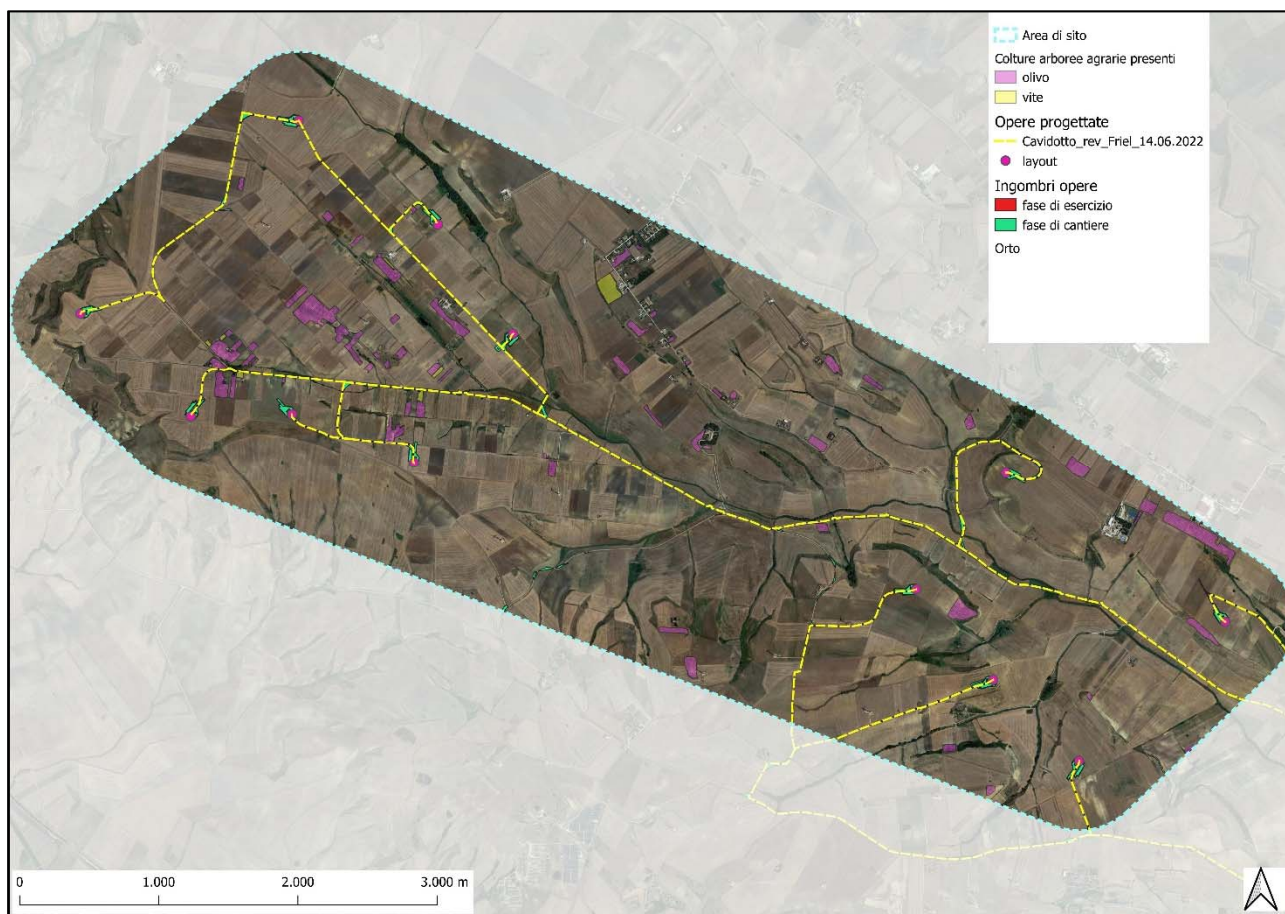 Area di sito
Colture arboree agrarie presenti
olivo
vite
Opere progettate
Cavidotto_rev_Friel_14.06.2022
layout
Ingombri opere
fase di esercizio
fase di cantiere
Orto
0 1.000 2.000 3.000 m